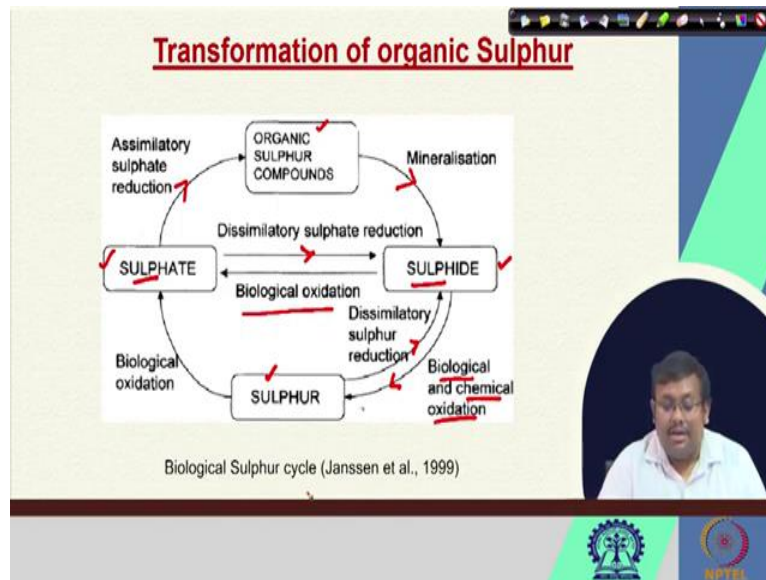 Transformation of organic Sulphur
Assimilatory
sulphate
reduction
ORGANIC
SULPHUR
COMPOUNDS
Mineralisation
Dissimilatory sulphate reduction
SULPHATE
SULPHIDE
Biological oxidation
Dissimilatory
sulphur
reduction
Biological
oxidation
Biological
and chemical
oxidation
SULPHUR
Biological Sulphur cycle (Janssen et al., 1999)
NPTEL